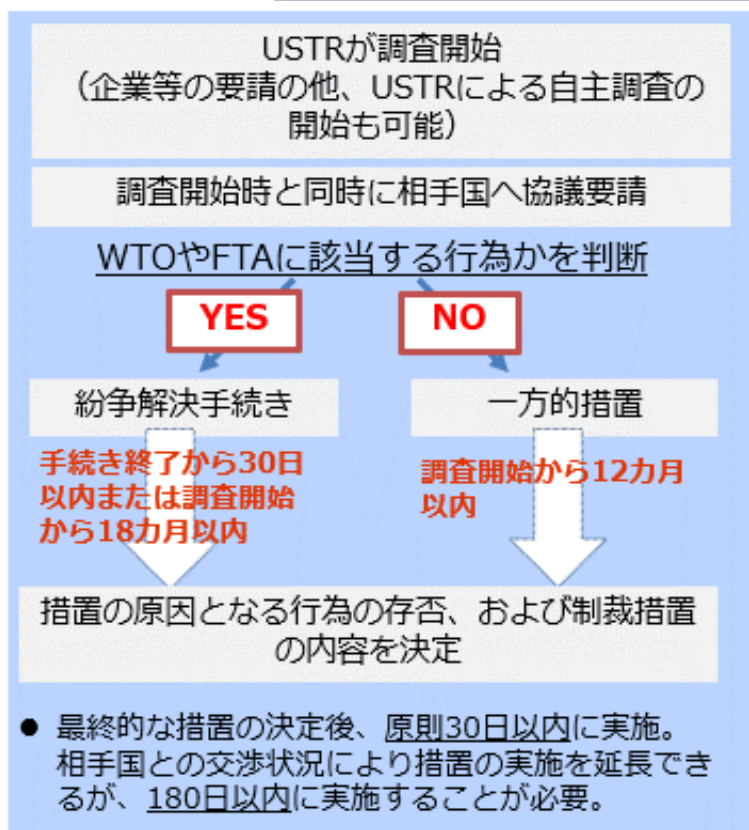 USTRが調査開始
（企業等の要請の他、USTRによる自主調査の
開始も可能）
調査開始時と同時に相手国へ協議要請
WTOやFTAに該当する行為かを判断
YES
NO
紛争解決手続き
一方的措置
手続き終了から30日
以内または調査開始
から18カ月以内
調査開始から12カ月
以内
措置の原因となる行為の存否、および制裁措置
の内容を決定
● 最終的な措置の決定後、原則30日以内に実施。
相手国との交渉状況により措置の実施を延長でき
るが、180日以内に実施することが必要。